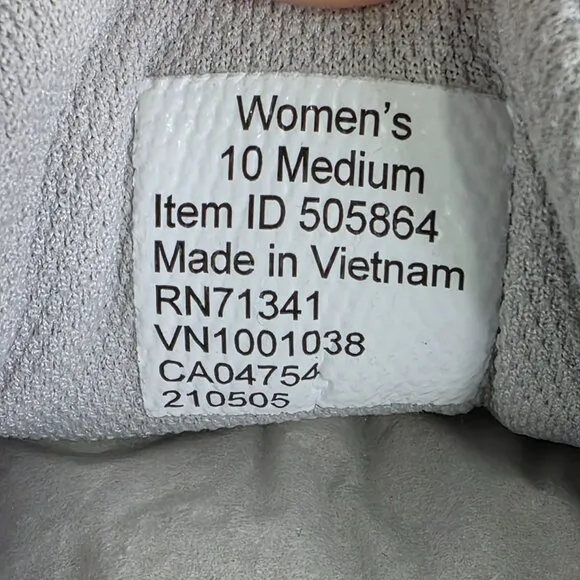 Women's
10 Medium
Item ID 505864
Made in Vietnam
RN71341
VN1001038
CA04754
210505